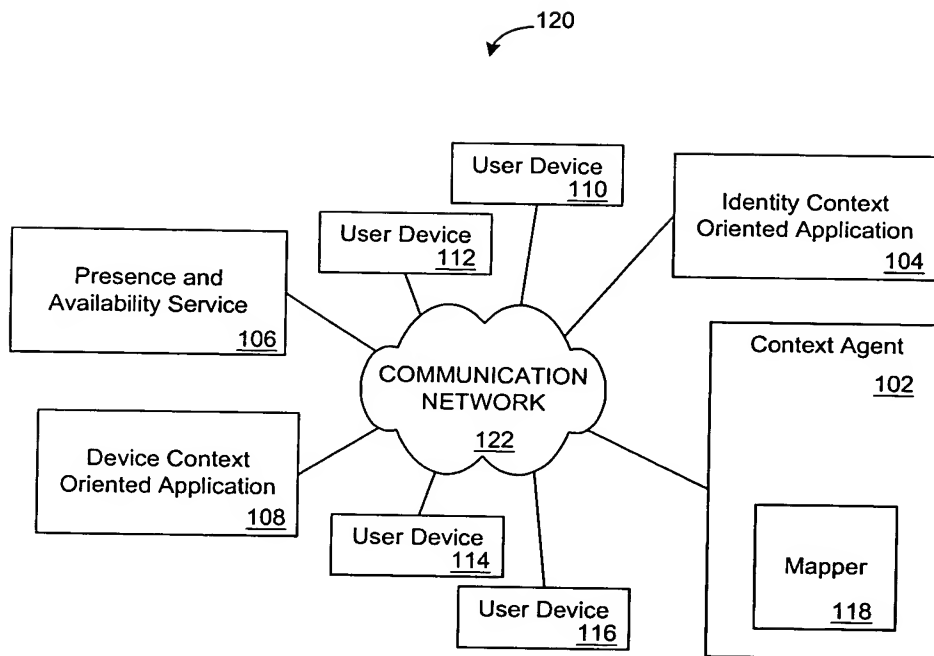 120
User Device
110
Identity Context
Oriented Application
104
User Device
112
Presence and
Availability Service
106
Context Agent
102
COMMUNICATION
NETWORK
122
Device Context
Oriented Application
108
User Device
114
Mapper
118
User Device
116